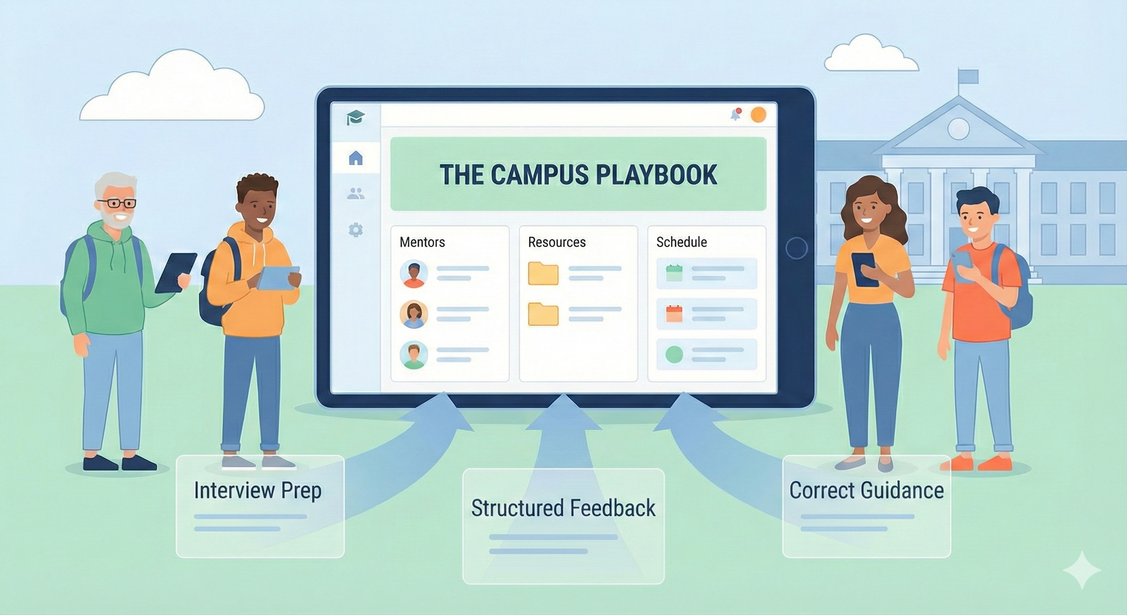 THE CAMPUS PLAYBOOK
Mentors
Resources
Schedule
Interview Prep
Structured Feedback
Correct Guidance